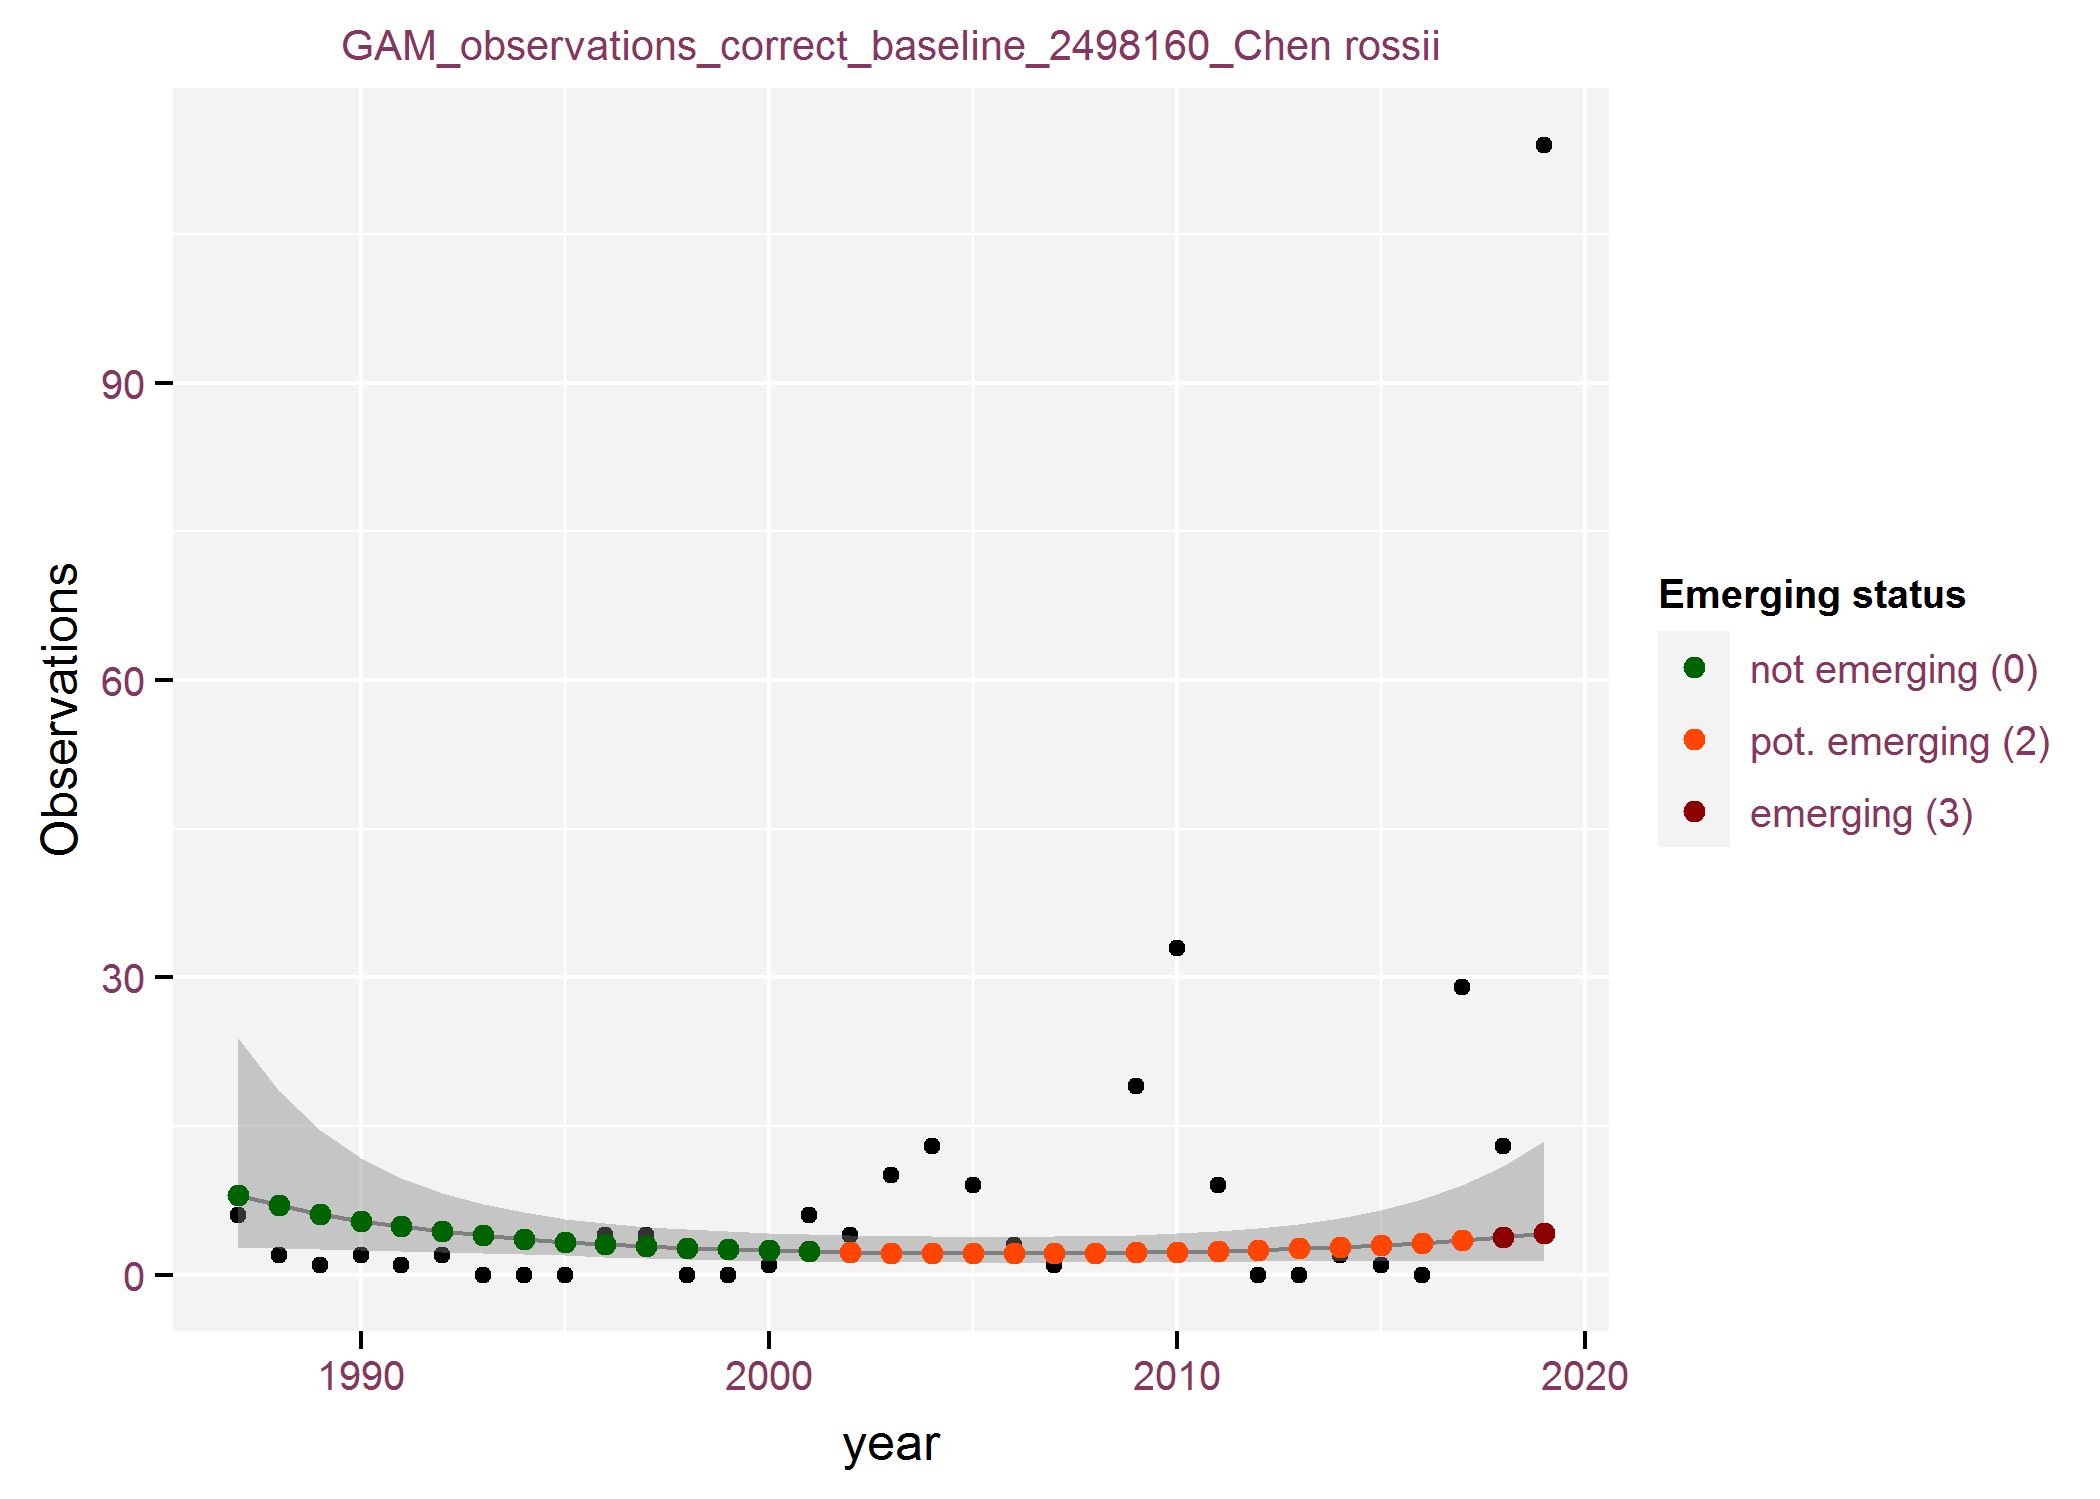 GAM_observations_correct_baseline_2498160_Chen rossii
Observations
90
60
30
0
1990
2000
2010
2020
year
Emerging status
not emerging (0)
pot. emerging (2)
emerging (3)